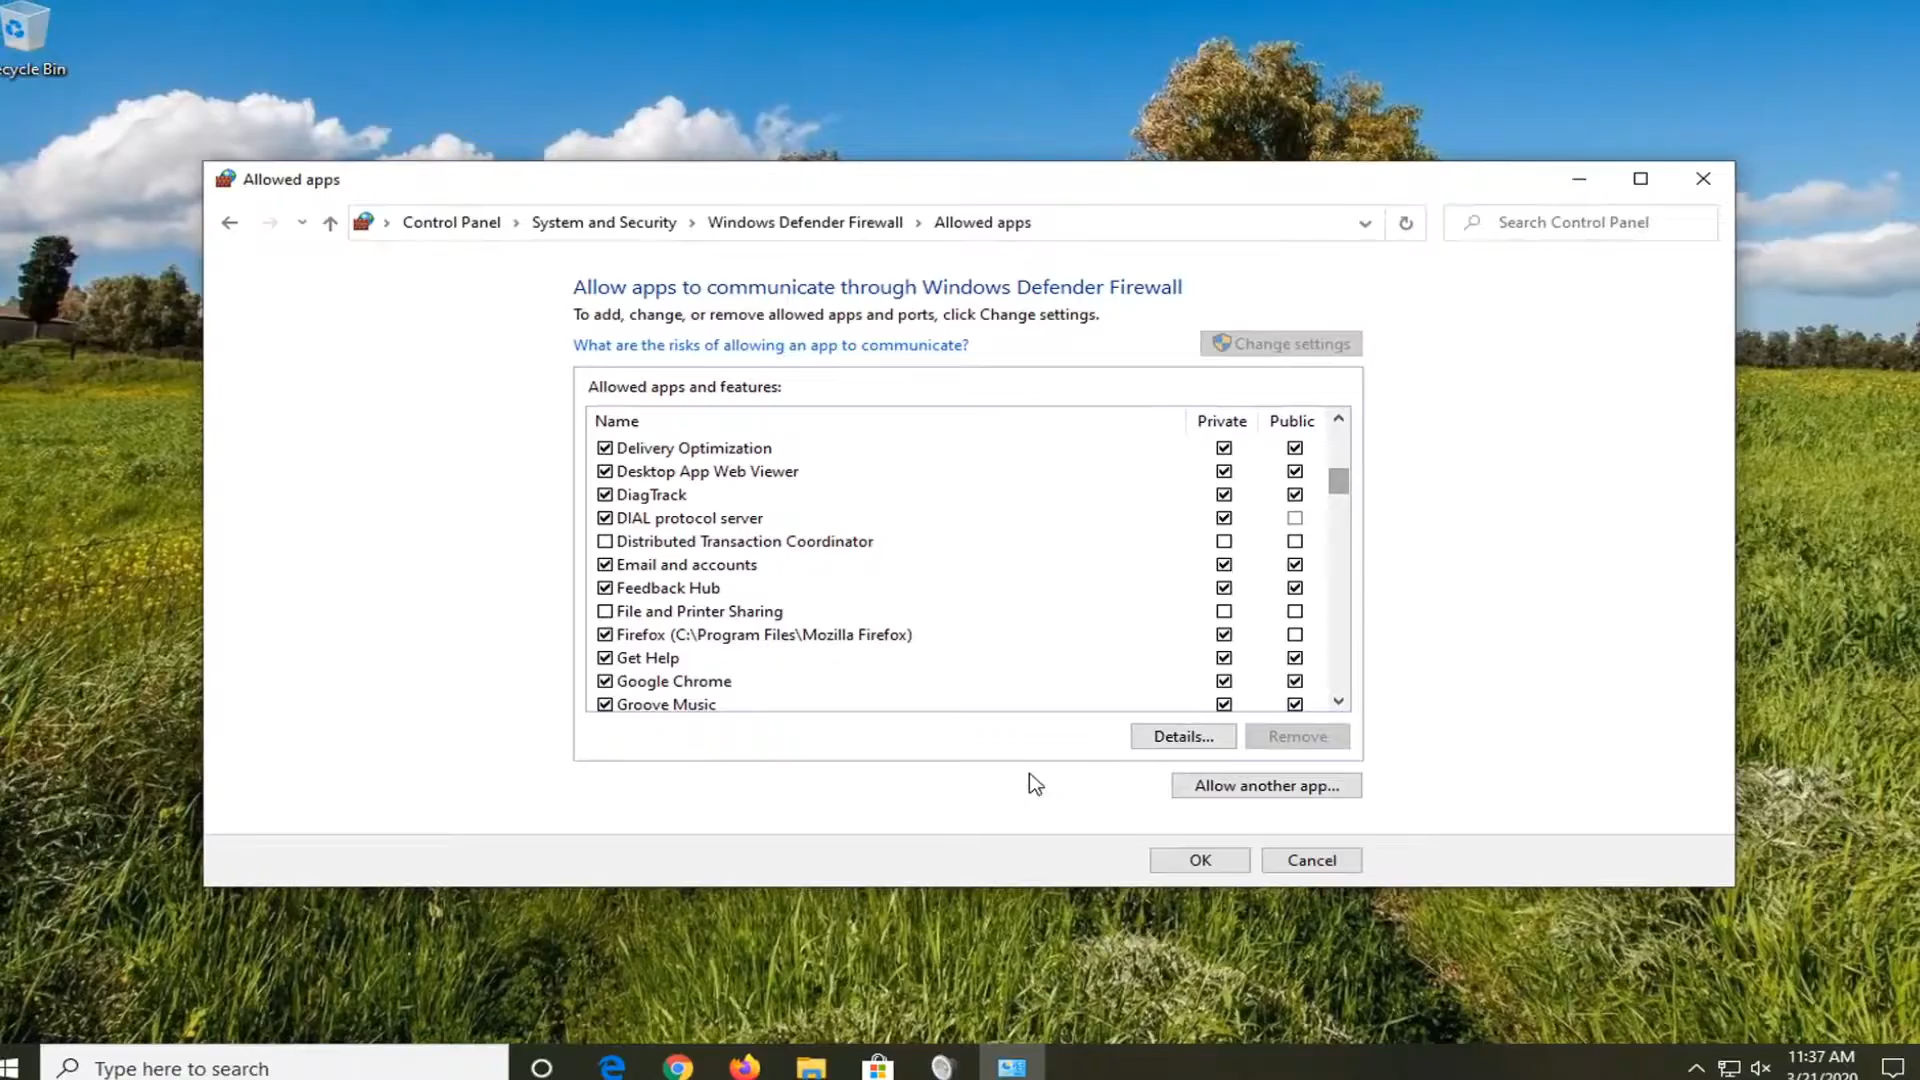 ecycle Bin
Allowed apps
Control Panel
System and Security
Windows Defender Firewall
Allowed apps
Search Control Panel
Allow apps to communicate through Windows Defender Firewall
To add, change, or remove allowed apps and ports, click Change settings.
What are the risks of allowing an app to communicate?
Change settings
Allowed apps and features:
Name Private Public
Delivery Optimization
Desktop App Web Viewer
DiagTrack
DIAL protocol server
Distributed Transaction Coordinator
Email and accounts
Feedback Hub
File and Printer Sharing
Firefox (C:\Program Files\Mozilla Firefox)
Get Help
Google Chrome
Groove Music
Details...
Remove
Allow another app...
OK
Cancel
Type here to search
11:37 AM
3/21/2020